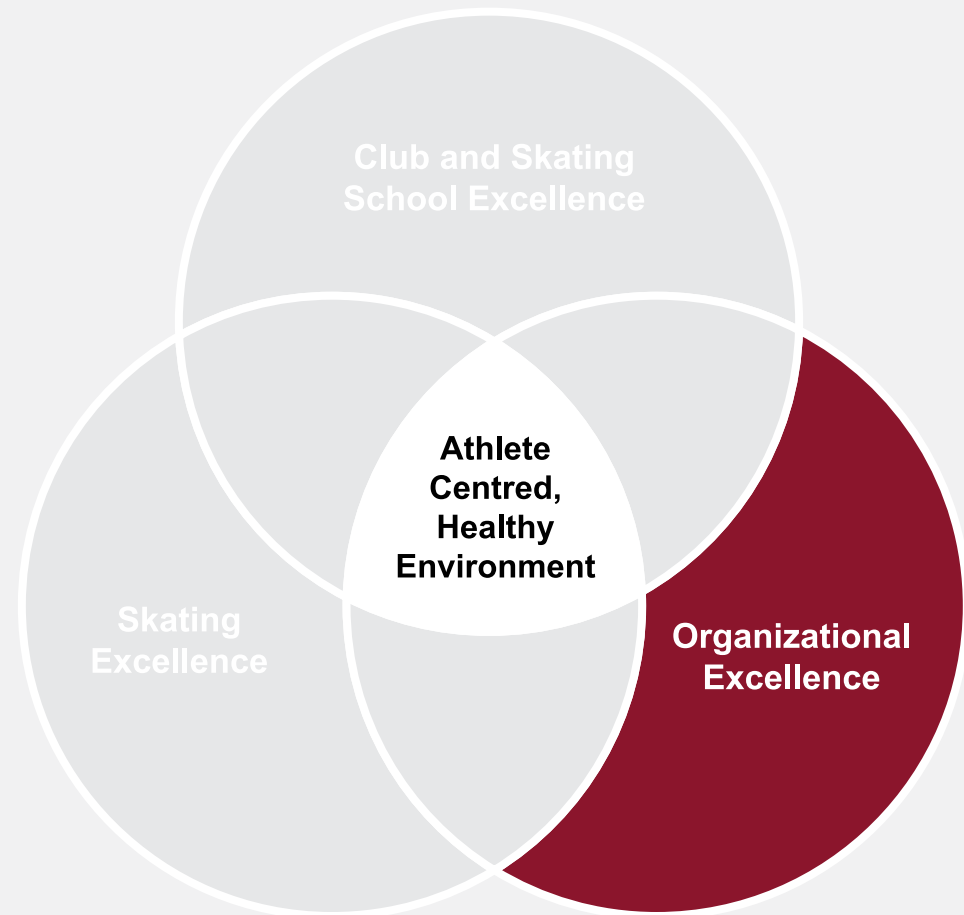 Club and Skating
School Excellence
Athlete
Centred,
Healthy
Environment
Skating
Excellence
Organizational
Excellence